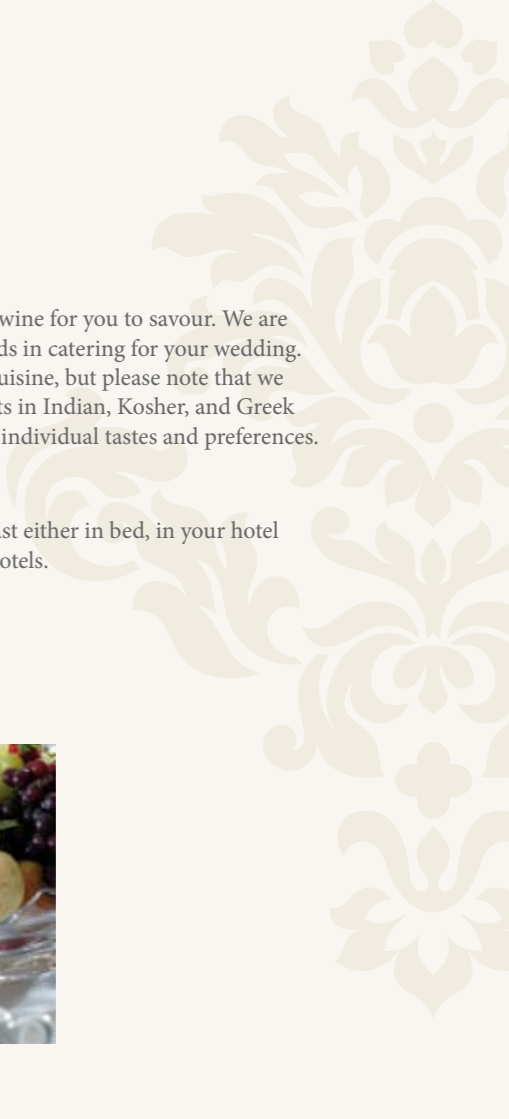 wine for you to savour. We are
ds in catering for your wedding.
uisine, but please note that we
ts in Indian, Kosher, and Greek
individual tastes and preferences.
ast either in bed, in your hotel
otels.